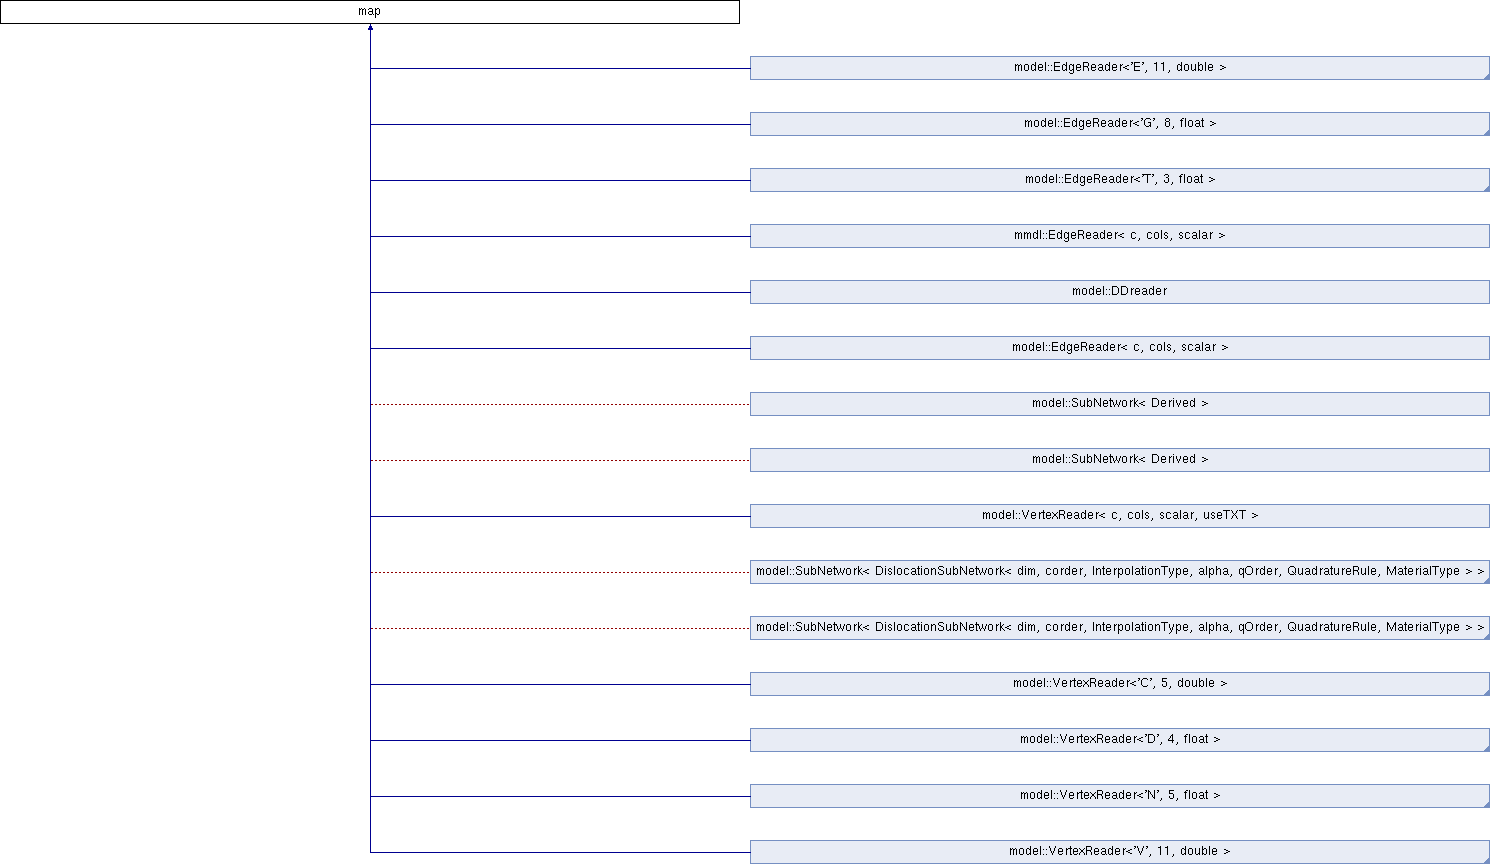 map
model::EdgeReader<'E', 11, double >
model::EdgeReader<'G', 8, float >
model::EdgeReader<'T', 3, float >
mmdl::EdgeReader< c, cols, scalar >
model::DDreader
model::EdgeReader< c, cols, scalar >
model::SubNetwork< Derived >
model::SubNetwork< Derived >
model::VertexReader< c, cols, scalar, useTXT >
model::SubNetwork< DislocationSubNetwork< dim, corder, InterpolationType, alpha, qOrder, QuadratureRule, MaterialType > >
model::SubNetwork< DislocationSubNetwork< dim, corder, InterpolationType, alpha, qOrder, QuadratureRule, MaterialType > >
model::VertexReader<'C', 5, double >
model::VertexReader<'D', 4, float >
model::VertexReader<'N', 5, float >
model::VertexReader<'V', 11, double >